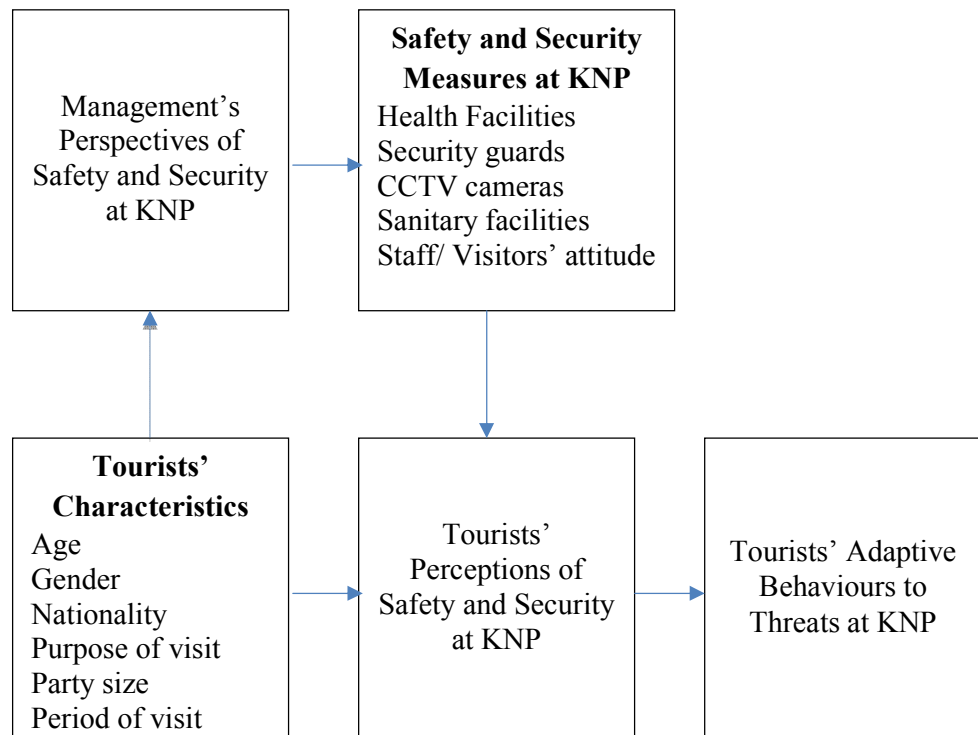 Management’s
Perspectives of
Safety and Security
at KNP
Safety and Security
Measures at KNP
Health Facilities
Security guards
CCTV cameras
Sanitary facilities
Staff/ Visitors’ attitude
Tourists’
Characteristics
Age
Gender
Nationality
Purpose of visit
Party size
Period of visit
Tourists’
Perceptions of
Safety and Security
at KNP
Tourists’ Adaptive
Behaviours to
Threats at KNP